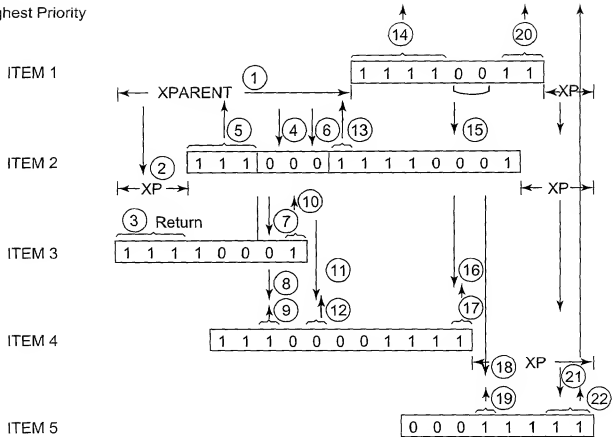 ghest Priority
14 20
ITEM 1 1 1 1 1 0 0 1 1
XPARENT 1 XP
5 4 6 13 15
ITEM 2 1 1 1 0 0 0 1 1 1 1 0 0 0 1
2 XP XP
3 Return 7 10
ITEM 3 1 1 1 1 0 0 0 1
8 11 16
9 12 17
ITEM 4 1 1 1 0 0 0 0 1 1 1 1
18 XP
21
19 22
ITEM 5 0 0 0 1 1 1 1 1